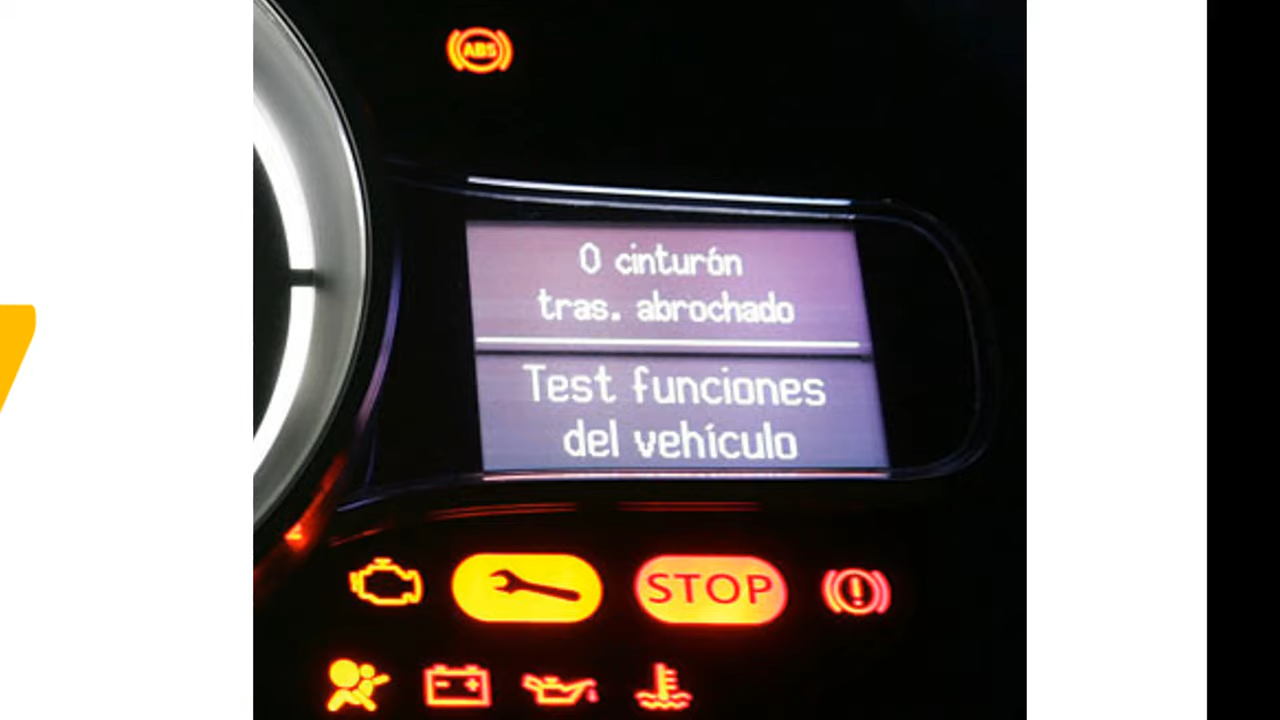 ABS
0 cinturón
tras. abrochado
Test funciones
del vehículo
STOP